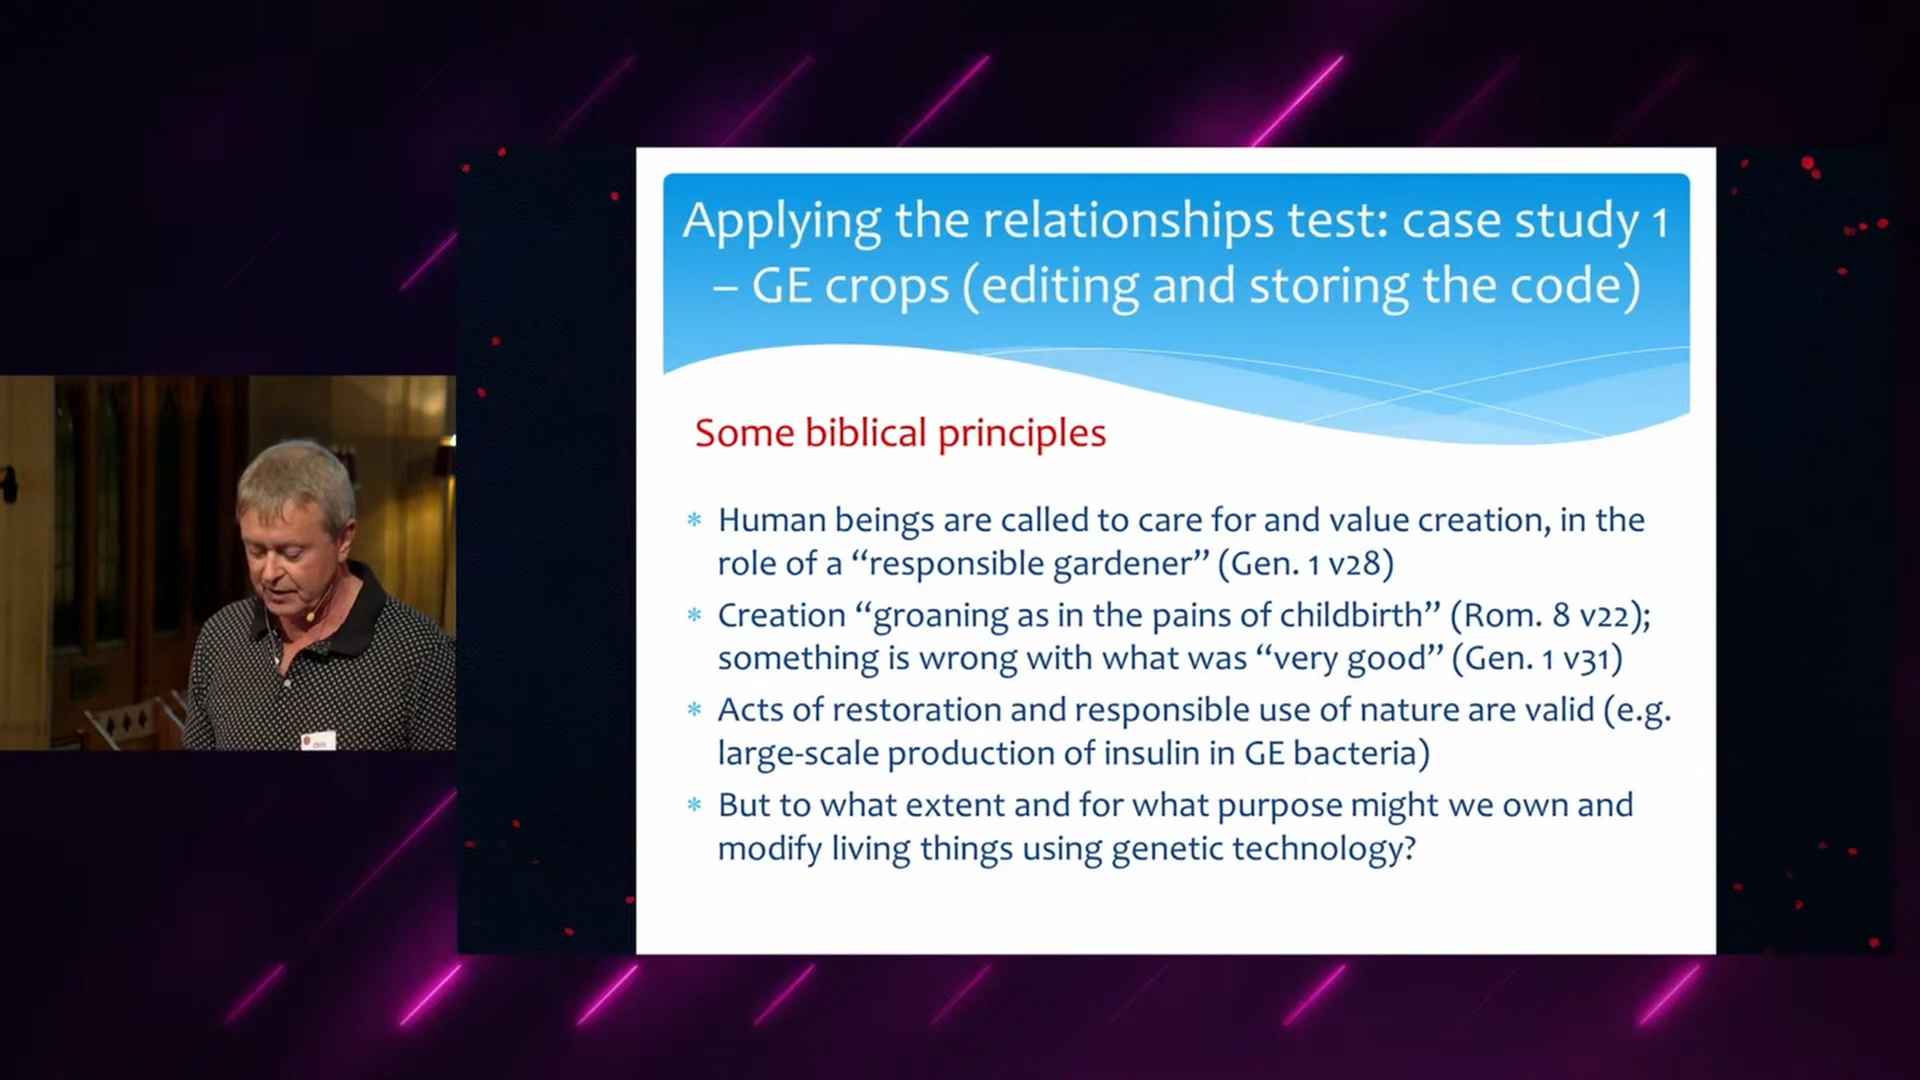 Applying the relationships test: case study 1
– GE crops (editing and storing the code)
Some biblical principles
* Human beings are called to care for and value creation, in the
role of a “responsible gardener” (Gen. 1 v28)
* Creation “groaning as in the pains of childbirth” (Rom. 8 v22);
something is wrong with what was “very good” (Gen. 1 v31)
* Acts of restoration and responsible use of nature are valid (e.g.
large-scale production of insulin in GE bacteria)
* But to what extent and for what purpose might we own and
modify living things using genetic technology?